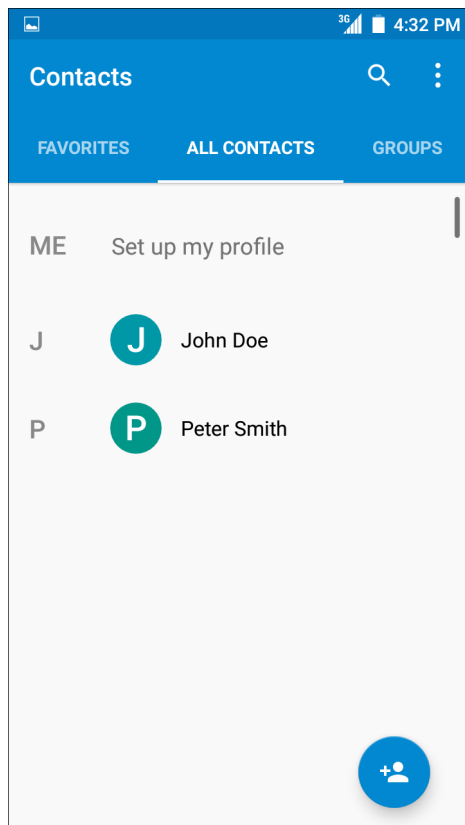 3G 4:32 PM
Contacts
FAVORITES ALL CONTACTS GROUPS
ME Set up my profile
J J John Doe
P P Peter Smith